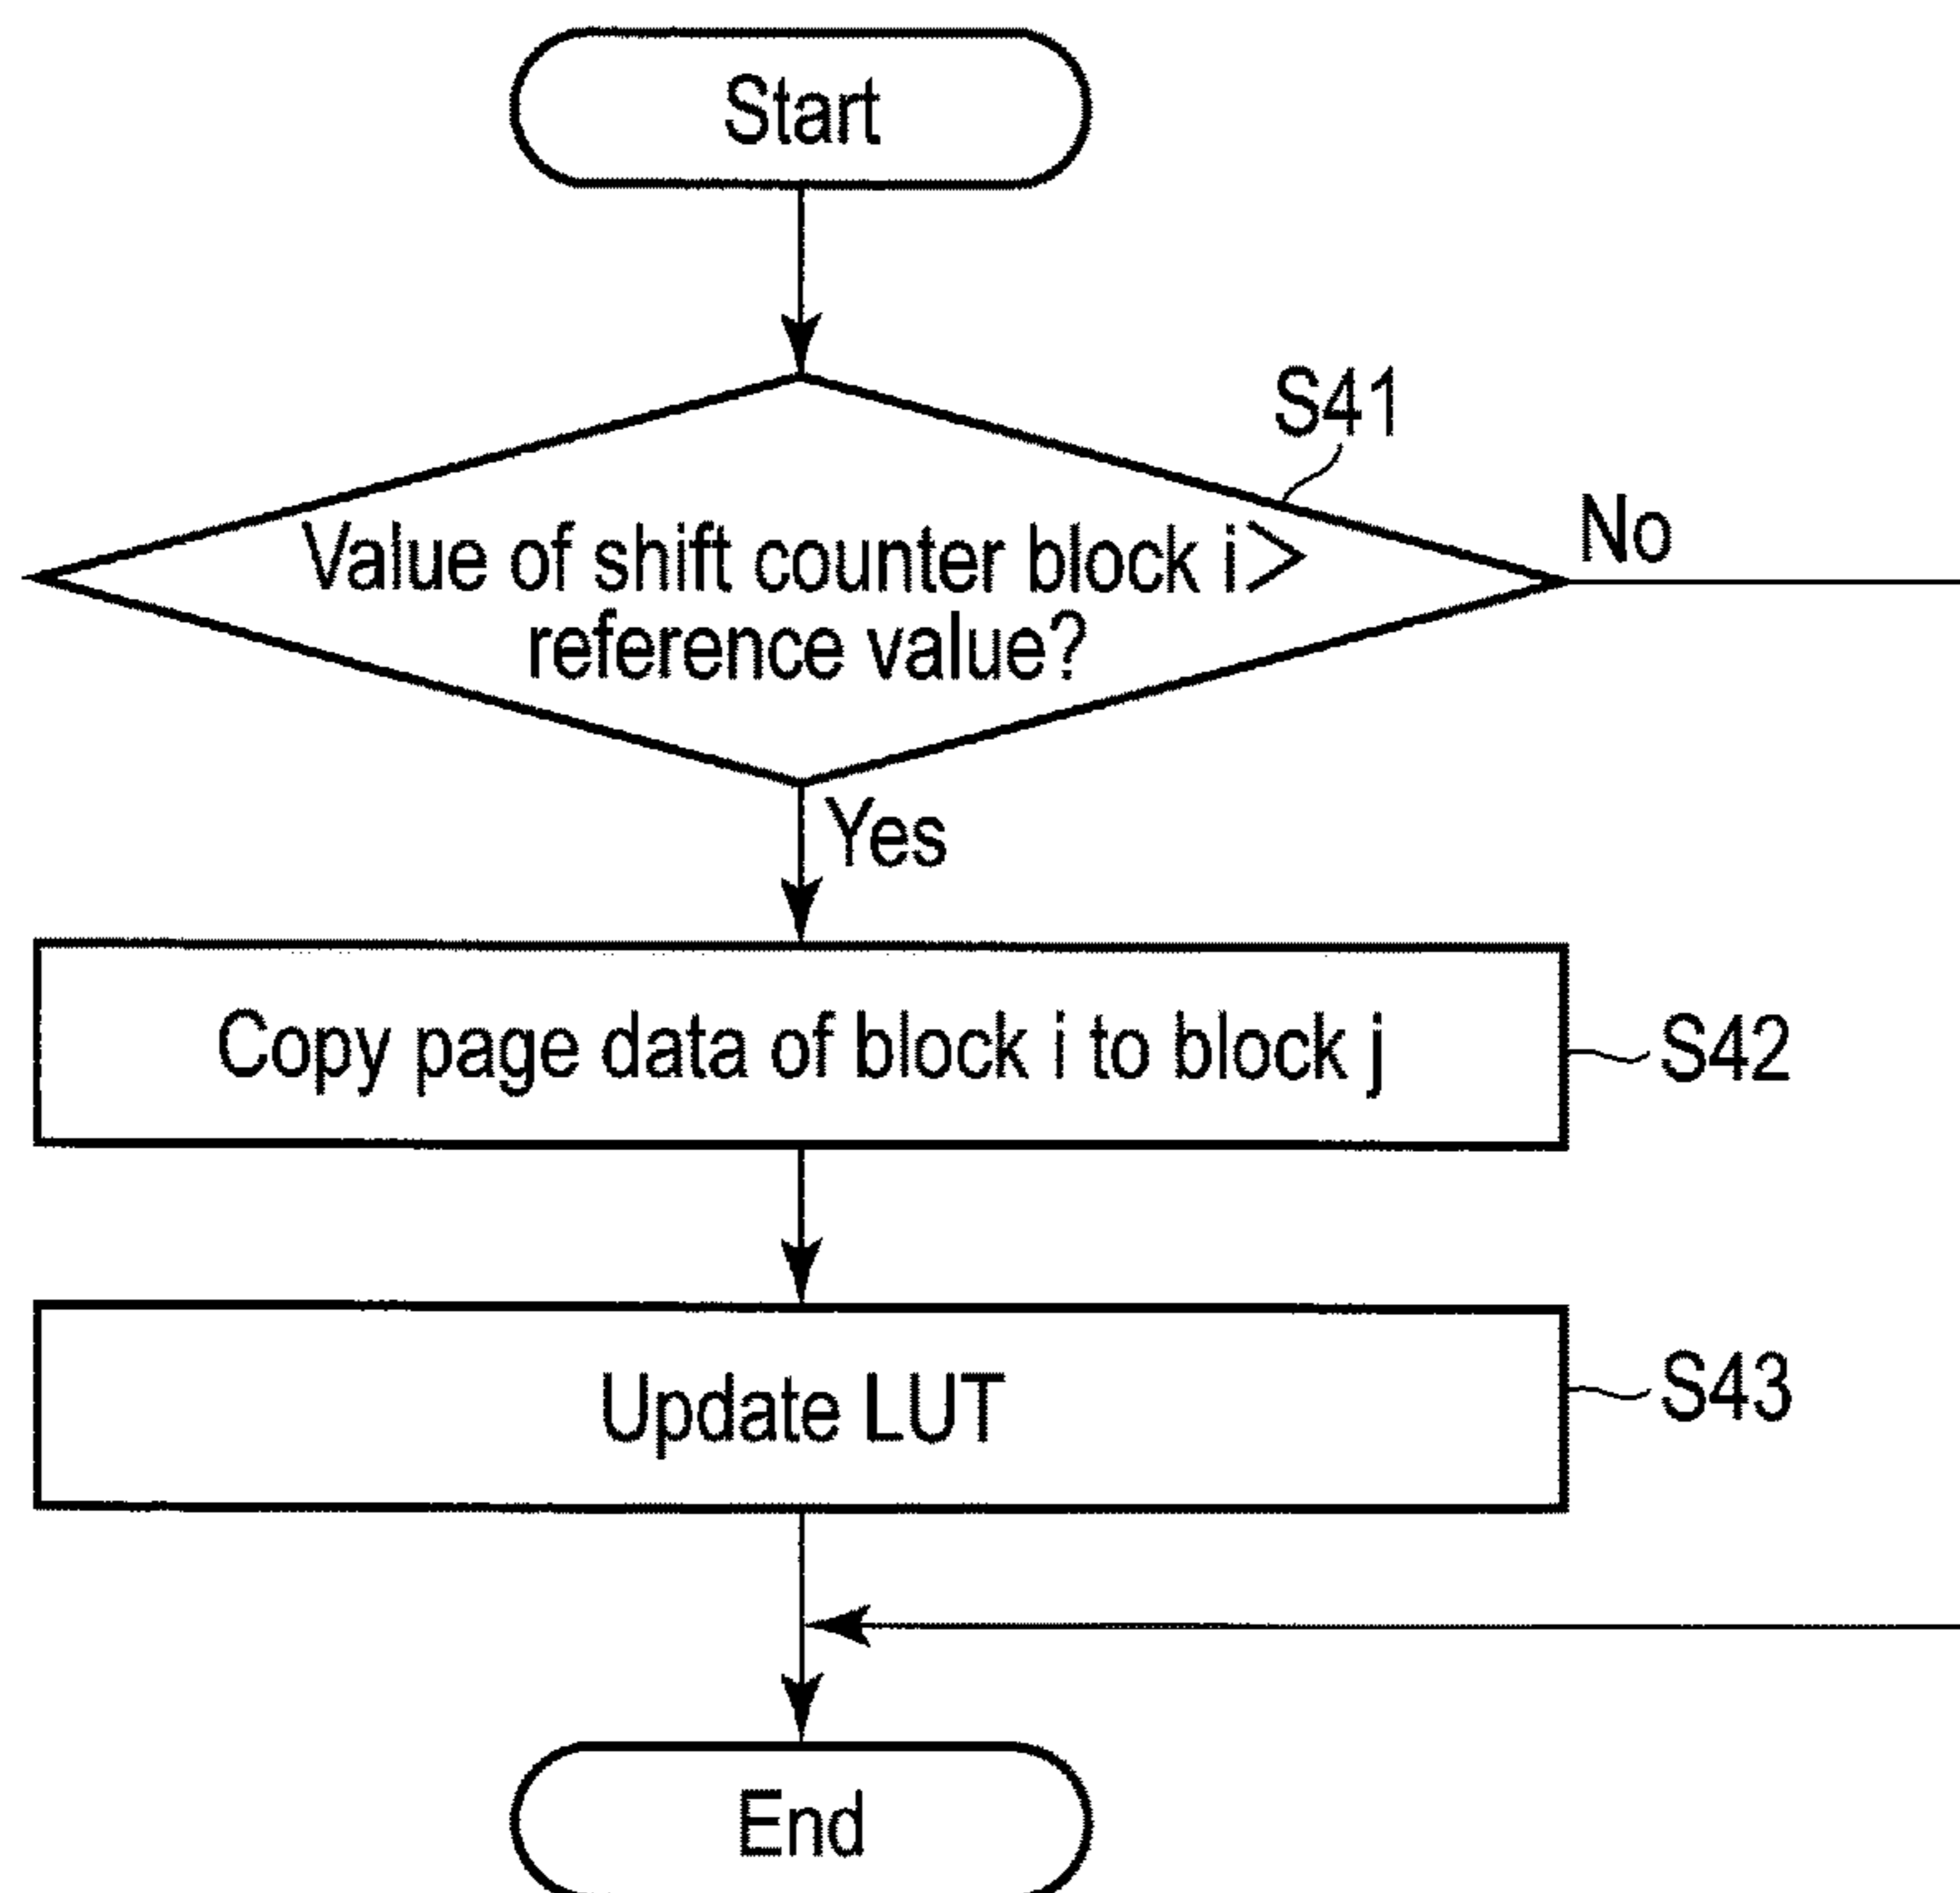 Start
S41
No
Value of shift counter block i>
reference value?
Yes
Copy page data of block i to block j
S42
Update LUT
S43
End